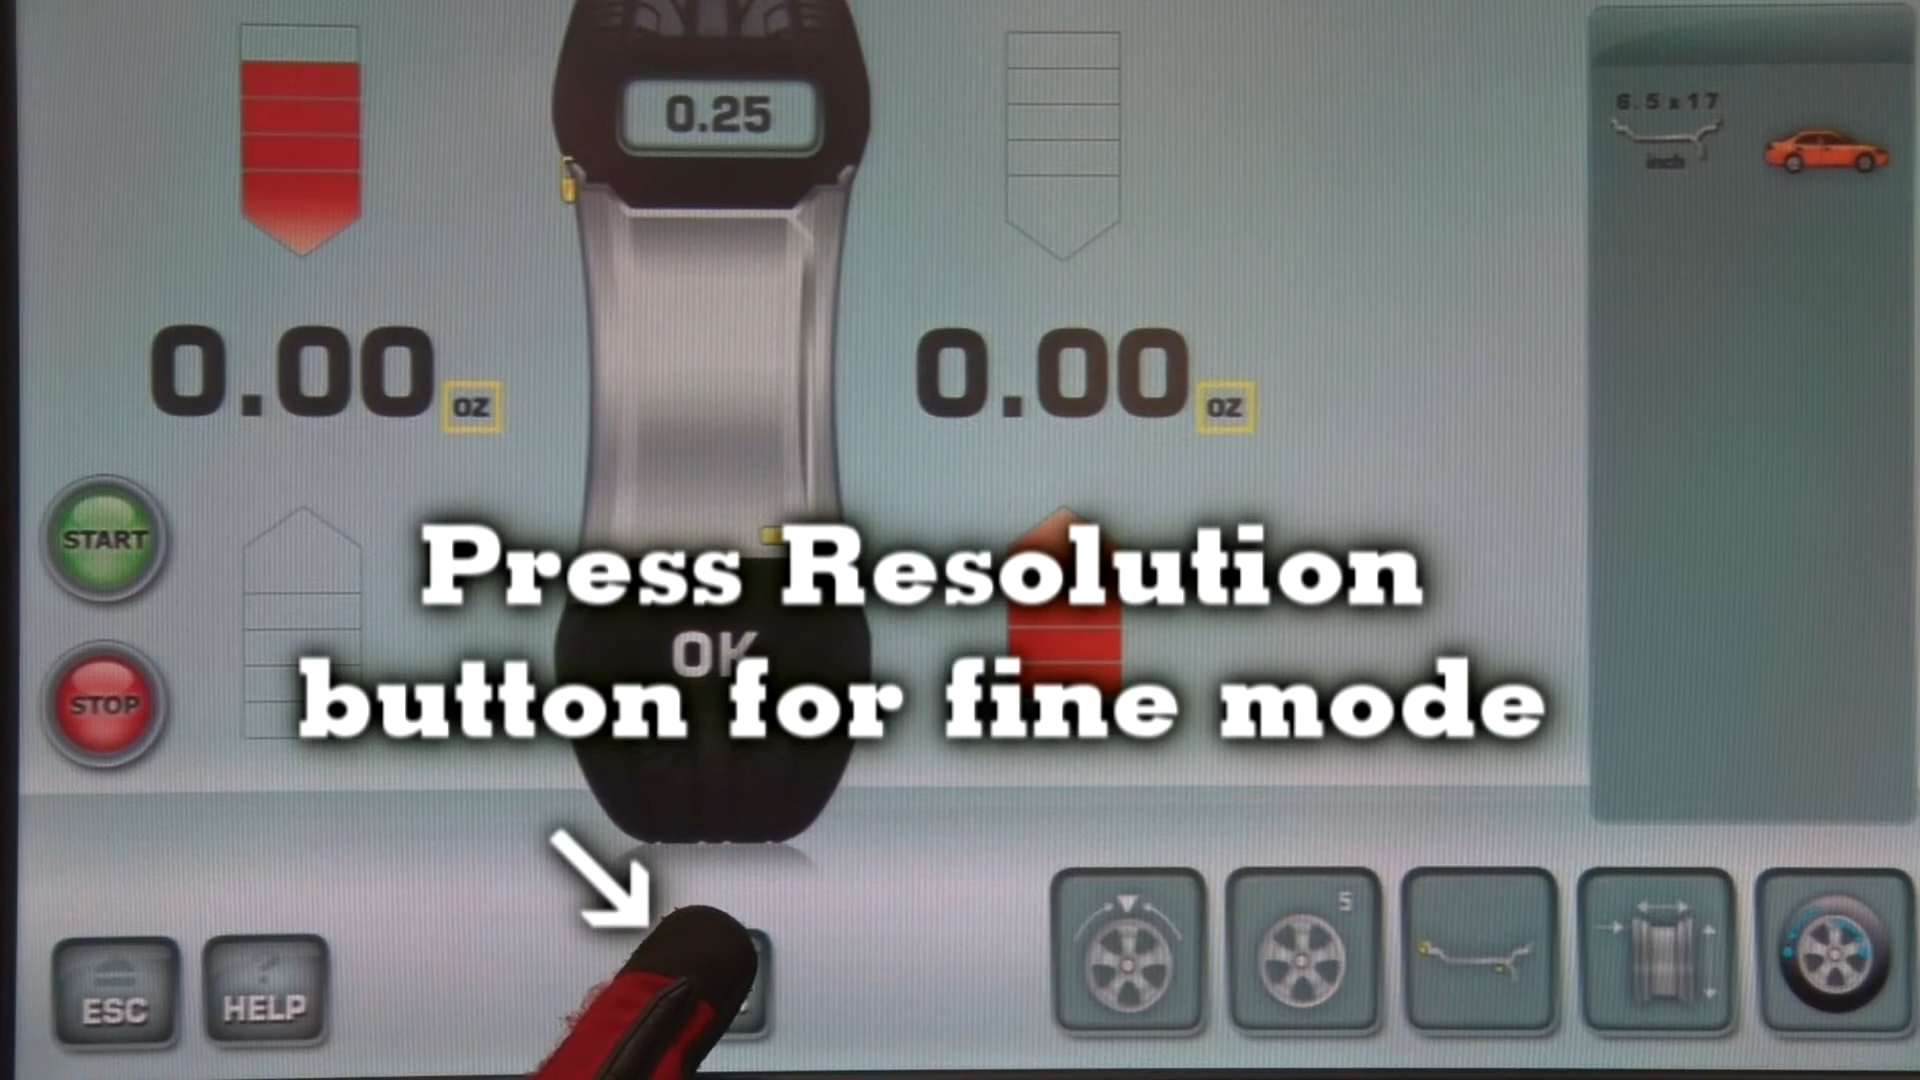 0.25
6.5x17
inch
0.00 oz
0.00 oz
START
Press Resolution
OK
button for fine mode
STOP
5
ESC
HELP